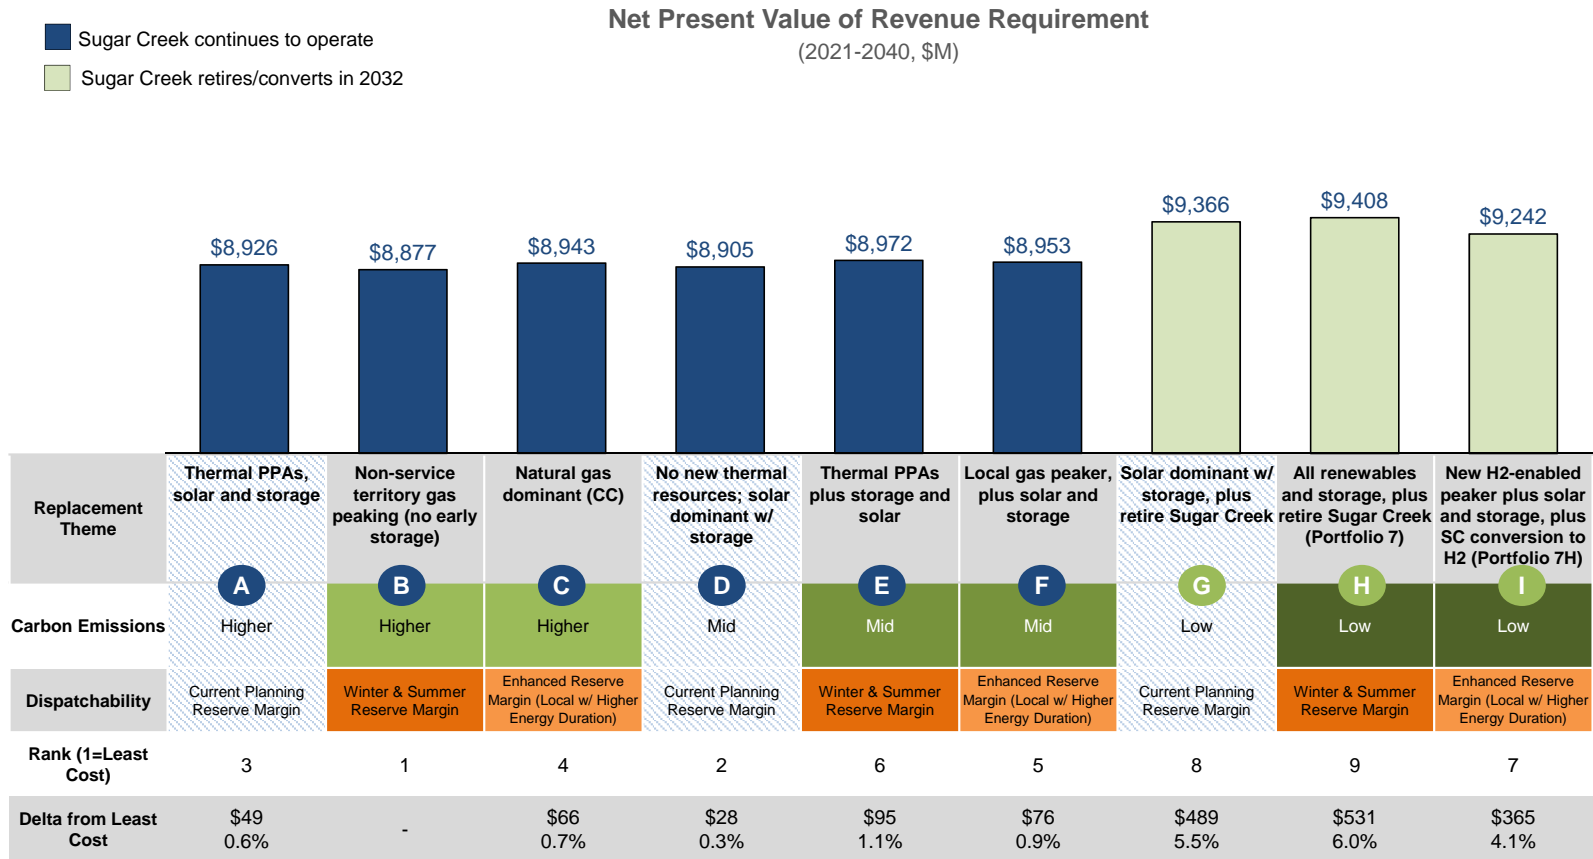 Net Present Value of Revenue Requirement
(2021-2040, $M)
Sugar Creek continues to operate
Sugar Creek retires/converts in 2032
$8,926
$8,877
$8,943
$8,905
$8,972
$8,953
$9,366
$9,408
$9,242
Replacement
Theme
Thermal PPAs,
solar and storage
Non-service
territory gas
peaking (no early
storage)
Natural gas
dominant (CC)
No new thermal
resources; solar
dominant w/
storage
Thermal PPAs
plus storage and
solar
Local gas peaker,
plus solar and
storage
Solar dominant w/
storage, plus
retire Sugar Creek
All renewables
and storage, plus
retire Sugar Creek
(Portfolio 7)
New H2-enabled
peaker plus solar
and storage, plus
SC conversion to
H2 (Portfolio 7H)
A
B
C
D
E
F
G
H
I
Carbon Emissions
Higher
Higher
Higher
Mid
Mid
Mid
Low
Low
Low
Dispatchability
Current Planning
Reserve Margin
Winter & Summer
Reserve Margin
Enhanced Reserve
Margin (Local w/ Higher
Energy Duration)
Current Planning
Reserve Margin
Winter & Summer
Reserve Margin
Enhanced Reserve
Margin (Local w/ Higher
Energy Duration)
Current Planning
Reserve Margin
Winter & Summer
Reserve Margin
Enhanced Reserve
Margin (Local w/ Higher
Energy Duration)
Rank (1=Least
Cost)
3
1
4
2
6
5
8
9
7
Delta from Least
Cost
$49
0.6%
-
$66
0.7%
$28
0.3%
$95
1.1%
$76
0.9%
$489
5.5%
$531
6.0%
$365
4.1%